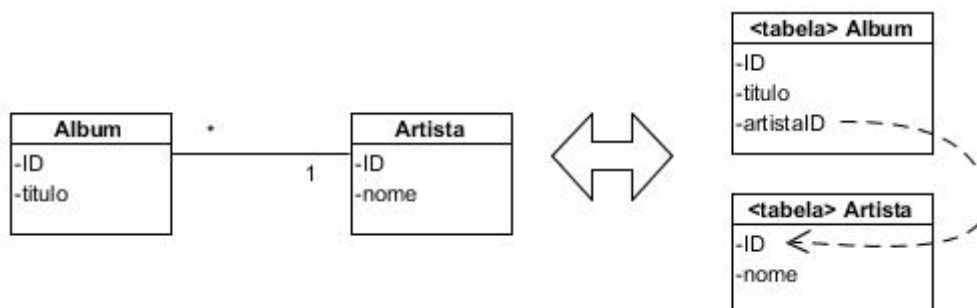 Album
-ID
-titulo
*
1
Artista
-ID
-nome
<tabela> Album
-ID
-titulo
-artistaID
<tabela> Artista
-ID
-nome